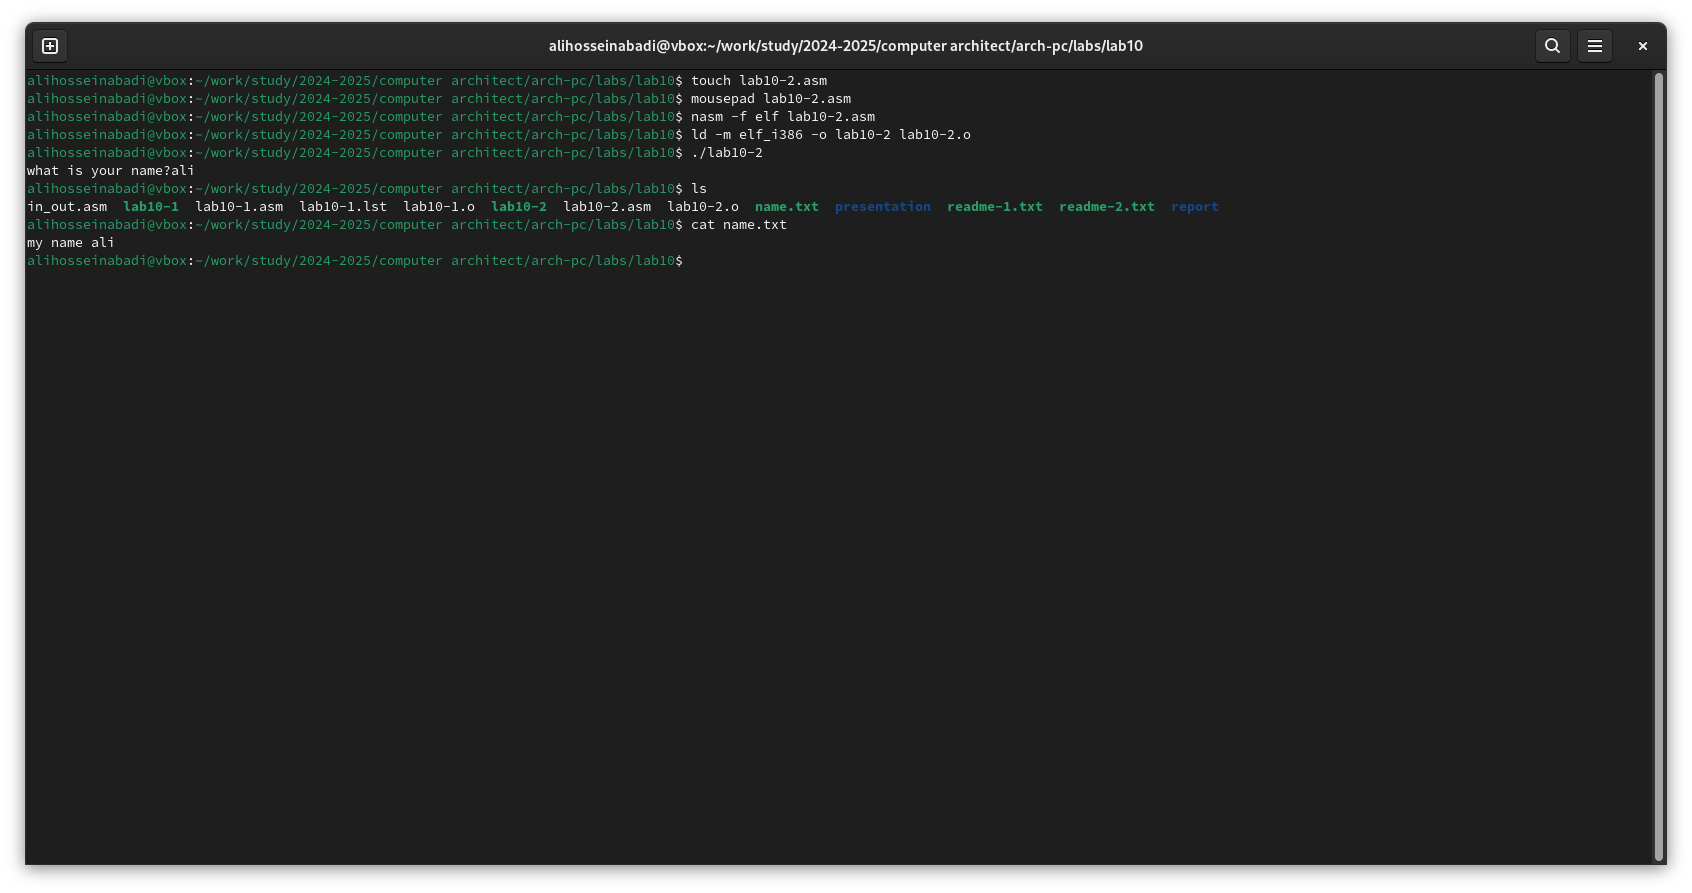 alihosseinabadi@vbox:~/work/study/2024-2025/computer architect/arch-pc/labs/lab10
alihosseinabadi@vbox:~/work/study/2024-2025/computer architect/arch-pc/labs/lab10$ touch lab10-2.asm
alihosseinabadi@vbox:~/work/study/2024-2025/computer architect/arch-pc/labs/lab10$ mousepad lab10-2.asm
alihosseinabadi@vbox:~/work/study/2024-2025/computer architect/arch-pc/labs/lab10$ nasm -f elf lab10-2.asm
alihosseinabadi@vbox:~/work/study/2024-2025/computer architect/arch-pc/labs/lab10$ ld -m elf_i386 -o lab10-2 lab10-2.o
alihosseinabadi@vbox:~/work/study/2024-2025/computer architect/arch-pc/labs/lab10$ ./lab10-2
what is your name?ali
alihosseinabadi@vbox:~/work/study/2024-2025/computer architect/arch-pc/labs/lab10$ ls
in_out.asm  lab10-1  lab10-1.asm  lab10-1.lst  lab10-1.o  lab10-2  lab10-2.asm  lab10-2.o  name.txt  presentation  readme-1.txt  readme-2.txt  report
alihosseinabadi@vbox:~/work/study/2024-2025/computer architect/arch-pc/labs/lab10$ cat name.txt
my name ali
alihosseinabadi@vbox:~/work/study/2024-2025/computer architect/arch-pc/labs/lab10$